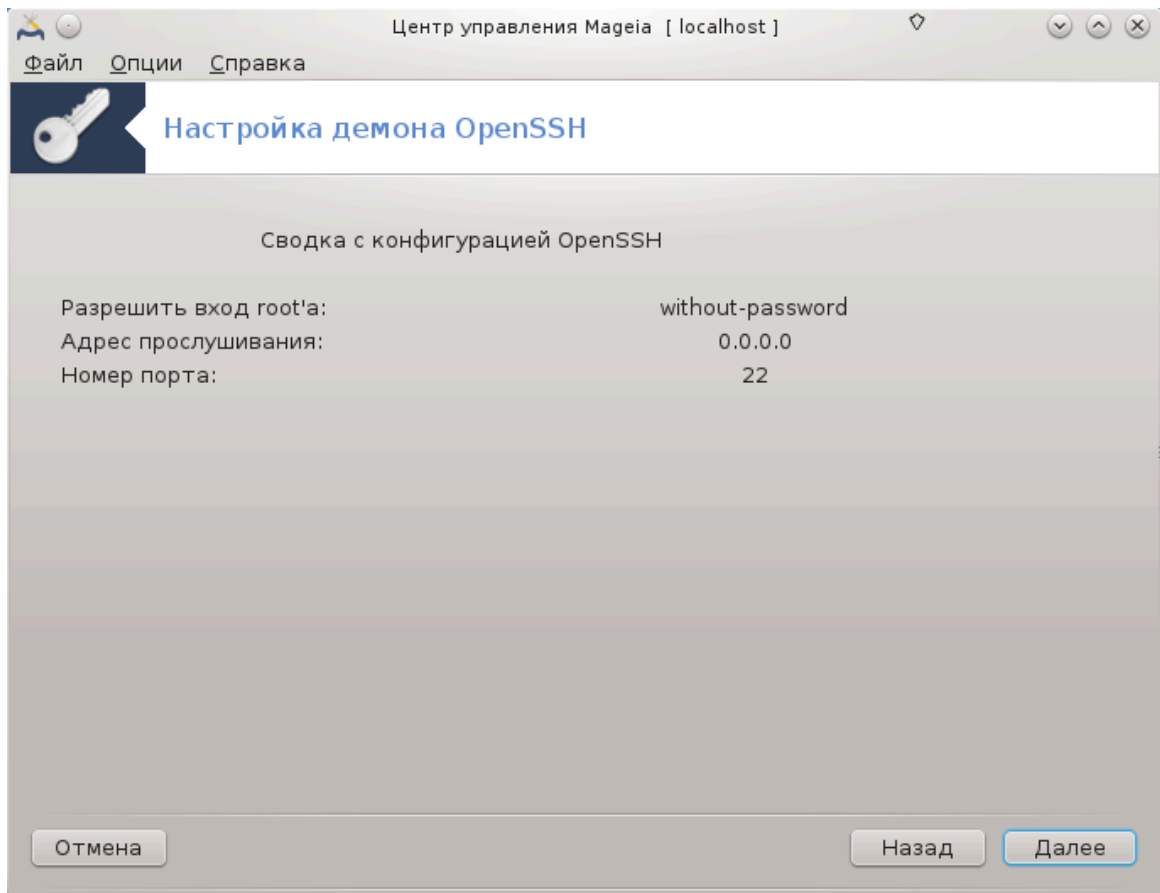 Центр управления Mageia [ localhost ]
Файл Опции Справка
Настройка демона OpenSSH
Сводка с конфигурацией OpenSSH
Разрешить вход root'а: without-password
Адрес прослушивания: 0.0.0.0
Номер порта: 22
Отмена Назад Далее